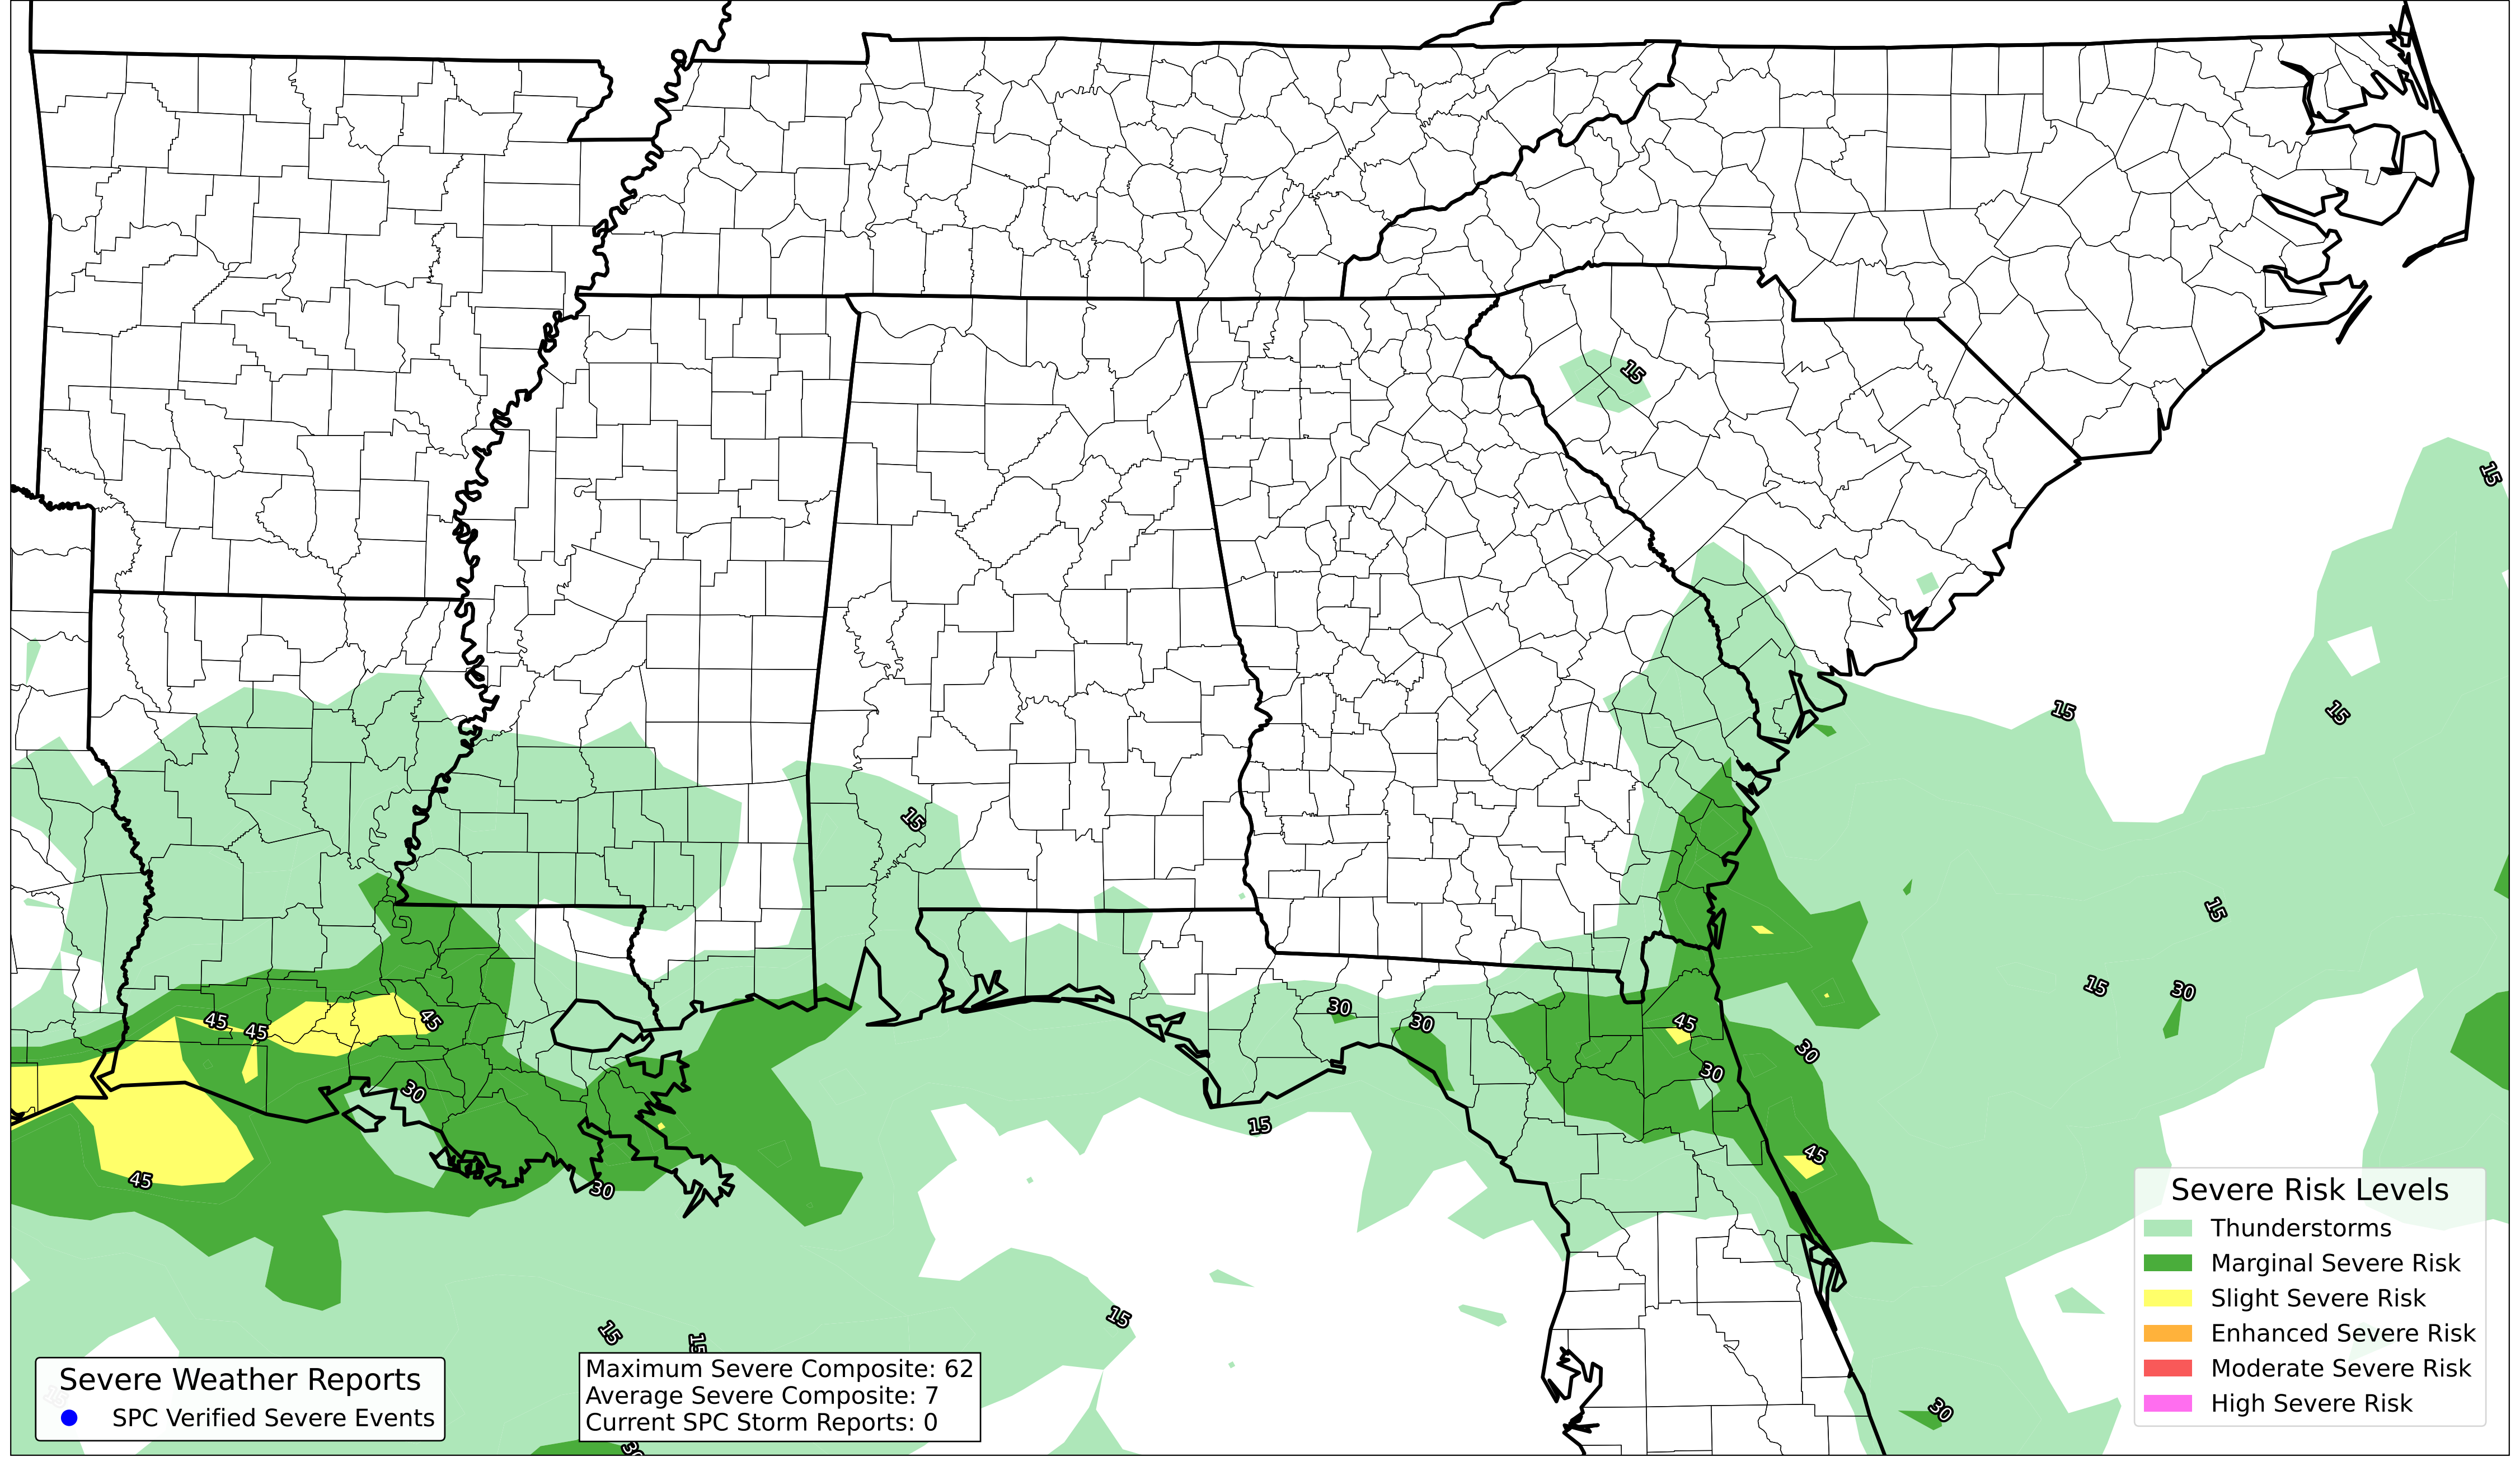 15
15
15
15
15
15
15
30
30
30
45
30
30
45
45
45
45
30
15
45
30
15
15
15
30
30
Severe Risk Levels
Thunderstorms
Marginal Severe Risk
Slight Severe Risk
Enhanced Severe Risk
Moderate Severe Risk
High Severe Risk
Severe Weather Reports
SPC Verified Severe Events
Maximum Severe Composite: 62
Average Severe Composite: 7
Current SPC Storm Reports: 0